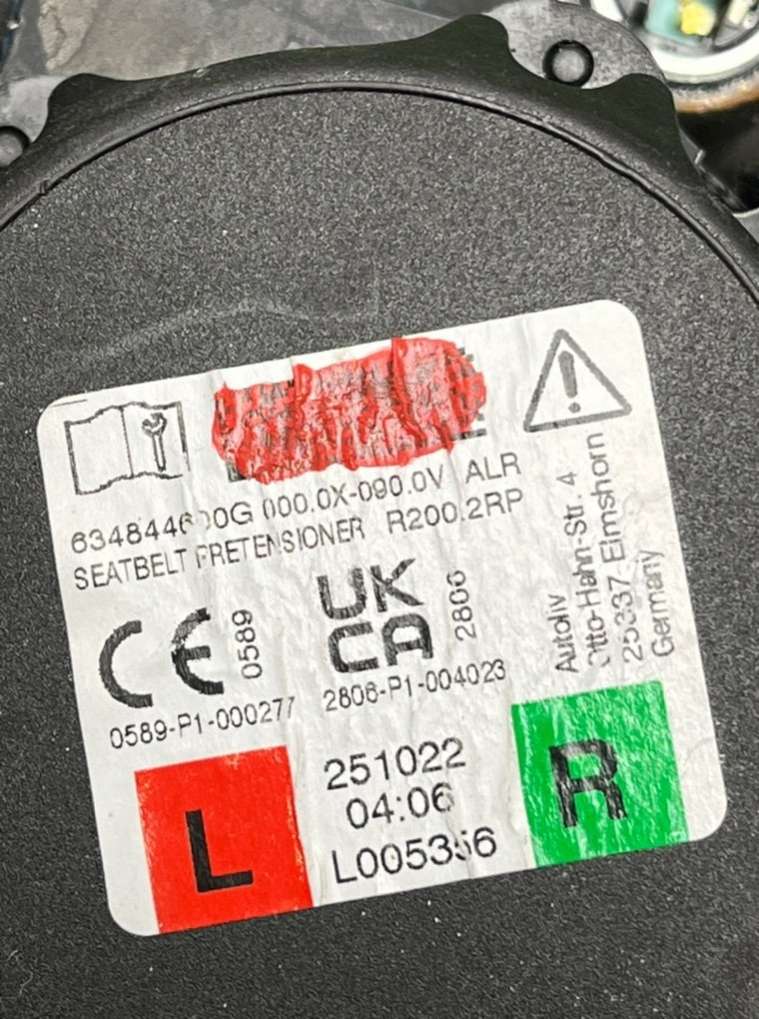 000.0X-090.0V ALR
SEATBELT PRETENSIONER R200.2RP
CE 0589
UK
CA 2806
0589-P1-000277
2806-P1-004023
Autoliv
Otto-Hahn-Str. 4
25337 Elmshorn
Germany
L
251022
04:06
L005356
R